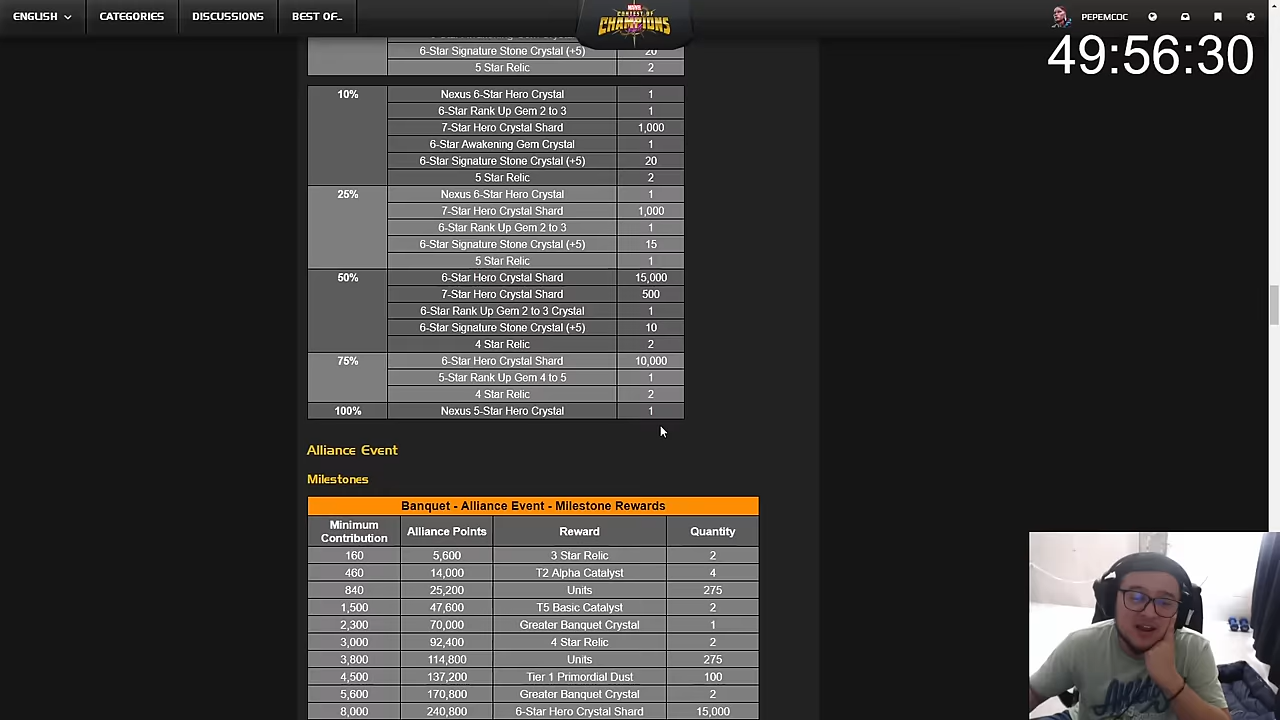 ENGLISH CATEGORIES DISCUSSIONS BEST OF... MARVEL CONTEST OF CHAMPIONS PEPEMCOC
49:56:30
6-Star Awakening Gem Crystal
6-Star Signature Stone Crystal (+5) 20
5 Star Relic 2
10% Nexus 6-Star Hero Crystal 1
6-Star Rank Up Gem 2 to 3 1
7-Star Hero Crystal Shard 1,000
6-Star Awakening Gem Crystal 1
6-Star Signature Stone Crystal (+5) 20
5 Star Relic 2
25% Nexus 6-Star Hero Crystal 1
7-Star Hero Crystal Shard 1,000
6-Star Rank Up Gem 2 to 3 1
6-Star Signature Stone Crystal (+5) 15
5 Star Relic 1
50% 6-Star Hero Crystal Shard 15,000
7-Star Hero Crystal Shard 500
6-Star Rank Up Gem 2 to 3 Crystal 1
6-Star Signature Stone Crystal (+5) 10
4 Star Relic 2
75% 6-Star Hero Crystal Shard 10,000
5-Star Rank Up Gem 4 to 5 1
4 Star Relic 2
100% Nexus 5-Star Hero Crystal 1
Alliance Event
Milestones
Banquet - Alliance Event - Milestone Rewards
Minimum Contribution Alliance Points Reward Quantity
160 5,600 3 Star Relic 2
460 14,000 T2 Alpha Catalyst 4
840 25,200 Units 275
1,500 47,600 T5 Basic Catalyst 2
2,300 70,000 Greater Banquet Crystal 1
3,000 92,400 4 Star Relic 2
3,800 114,800 Units 275
4,500 137,200 Tier 1 Primordial Dust 100
5,600 170,800 Greater Banquet Crystal 2
8,000 240,800 6-Star Hero Crystal Shard 15,000